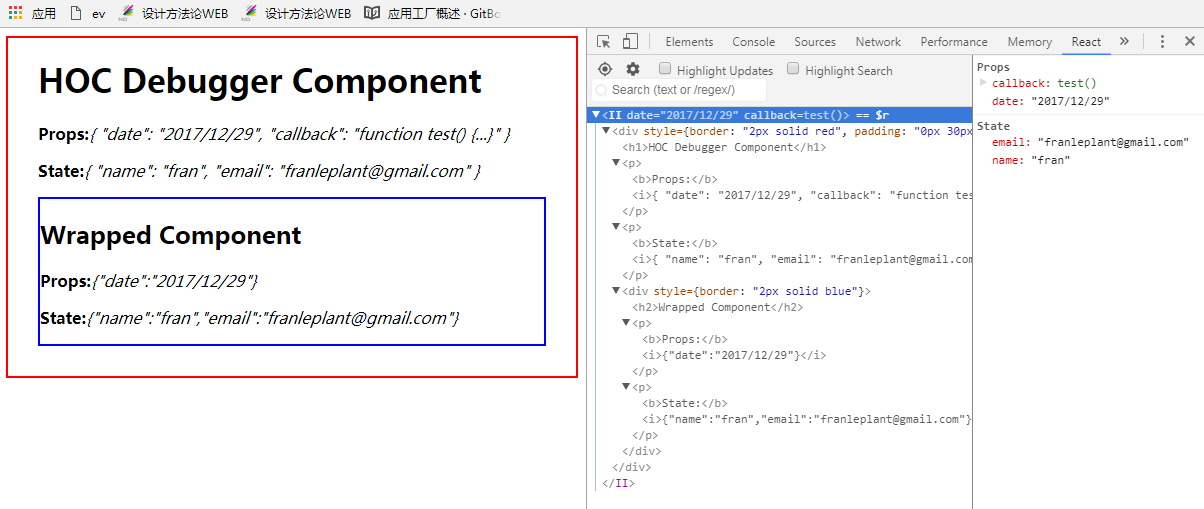 应用 ev 设计方法论WEB 设计方法论WEB 应用工厂概述 · GitBo
HOC Debugger Component
Props:{ "date": "2017/12/29", "callback": "function test() {...}" }
State:{ "name": "fran", "email": "franleplant@gmail.com" }
Wrapped Component
Props:{"date":"2017/12/29"}
State:{"name":"fran","email":"franleplant@gmail.com"}
Elements Console Sources Network Performance Memory React »
Highlight Updates Highlight Search
Search (text or /regex/)
<II date="2017/12/29" callback=test()> == $r
<div style={border: "2px solid red", padding: "0px 30px
<h1>HOC Debugger Component</h1>
<p>
<b>Props:</b>
<i>{ "date": "2017/12/29", "callback": "function tes
</p>
<p>
<b>State:</b>
<i>{ "name": "fran", "email": "franleplant@gmail.com
</p>
<div style={border: "2px solid blue"}>
<h2>Wrapped Component</h2>
<p>
<b>Props:</b>
<i>{"date":"2017/12/29"}</i>
</p>
<p>
<b>State:</b>
<i>{"name":"fran","email":"franleplant@gmail.com"}
</p>
</div>
</div>
</II>
Props
callback: test()
date: "2017/12/29"
State
email: "franleplant@gmail.com"
name: "fran"